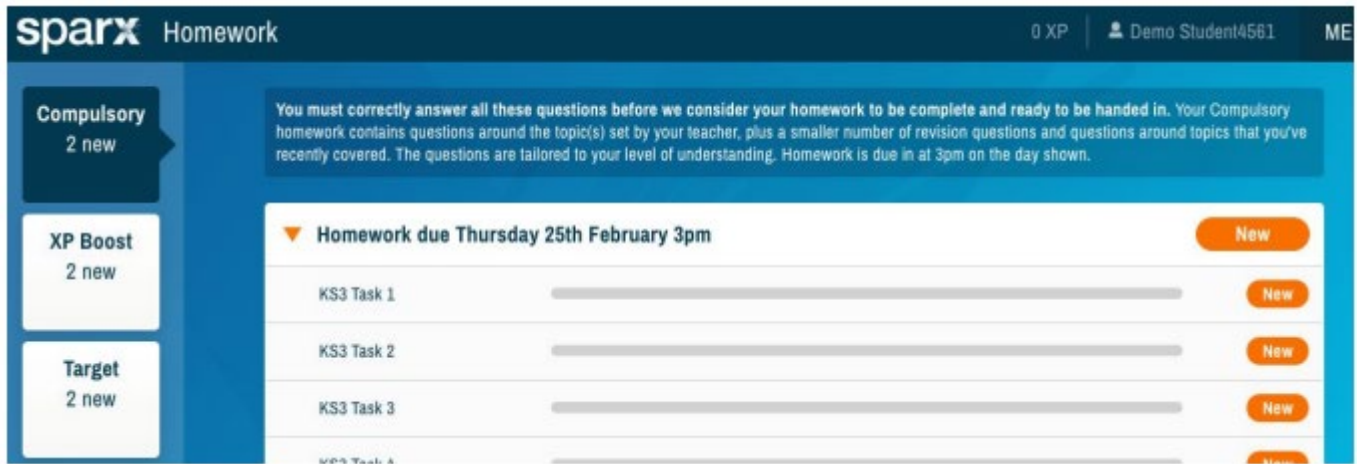 sparx Homework
0 XP
Demo Student4561
ME
Compulsory
2 new
XP Boost
2 new
Target
2 new
You must correctly answer all these questions before we consider your homework to be complete and ready to be handed in. Your Compulsory
homework contains questions around the topic(s) set by your teacher, plus a smaller number of revision questions and questions around topics that you've
recently covered. The questions are tailored to your level of understanding. Homework is due in at 3pm on the day shown.
Homework due Thursday 25th February 3pm
New
KS3 Task 1
New
KS3 Task 2
New
KS3 Task 3
New